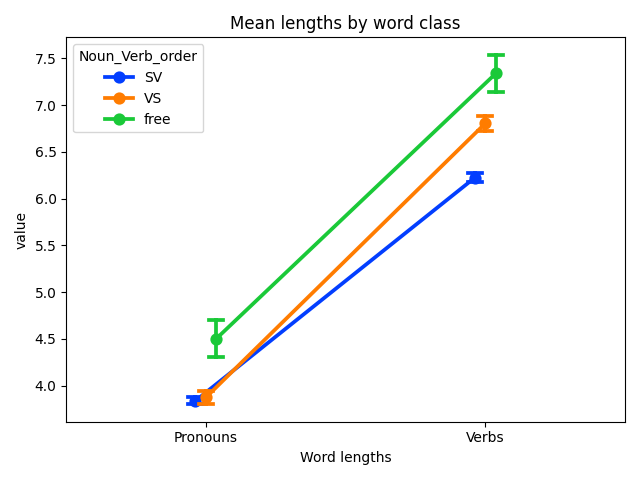 Mean lengths by word class
Noun_Verb_order
SV
VS
free
value
7.5
7.0
6.5
6.0
5.5
5.0
4.5
4.0
Pronouns
Verbs
Word lengths